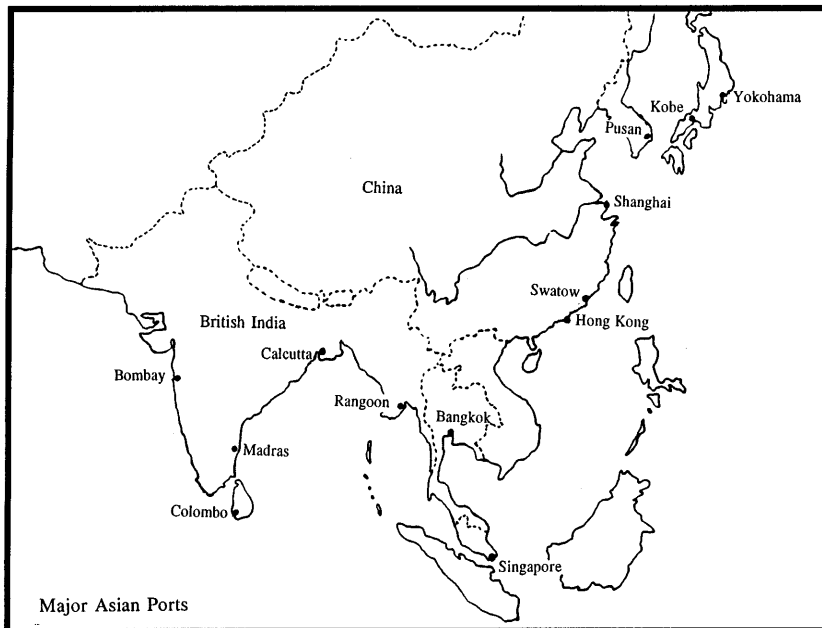 Yokohama
Kobe
Pusan
China
Shanghai
Swatow
British India
Hong Kong
Calcutta
Bombay
Rangoon
Bangkok
Madras
Colombo
Singapore
Major Asian Ports